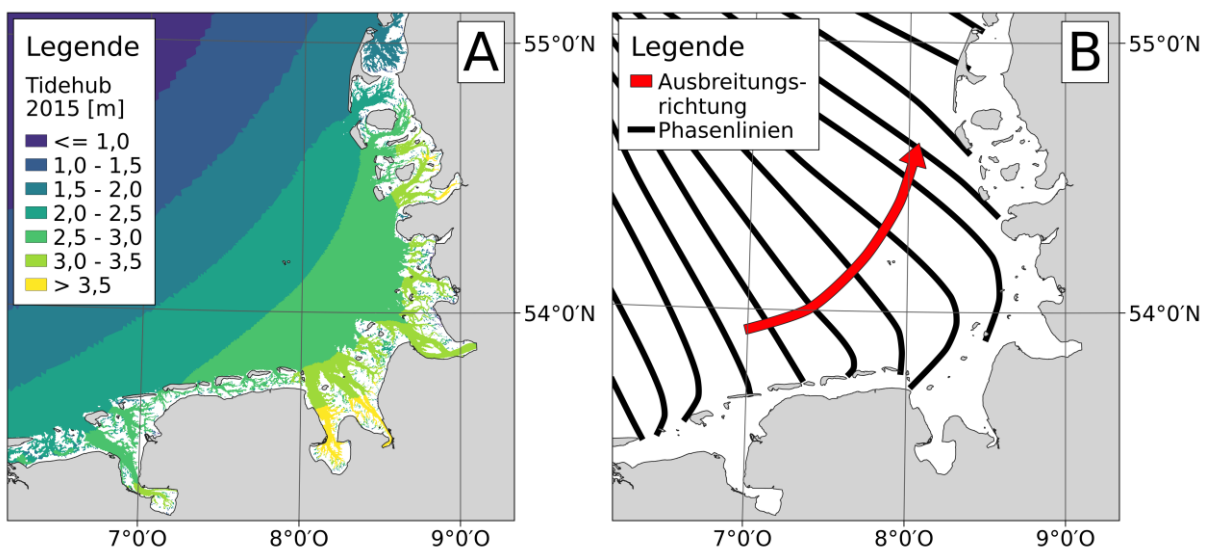 Legende
Tidehub
2015 [m]
<= 1,0
1,0 - 1,5
1,5 - 2,0
2,0 - 2,5
2,5 - 3,0
3,0 - 3,5
> 3,5
A
55°0′N
54°0′N
7°0′O
8°0′O
9°0′O
Legende
Ausbreitungs-
richtung
Phasenlinien
B
55°0′N
54°0′N
7°0′O
8°0′O
9°0′O